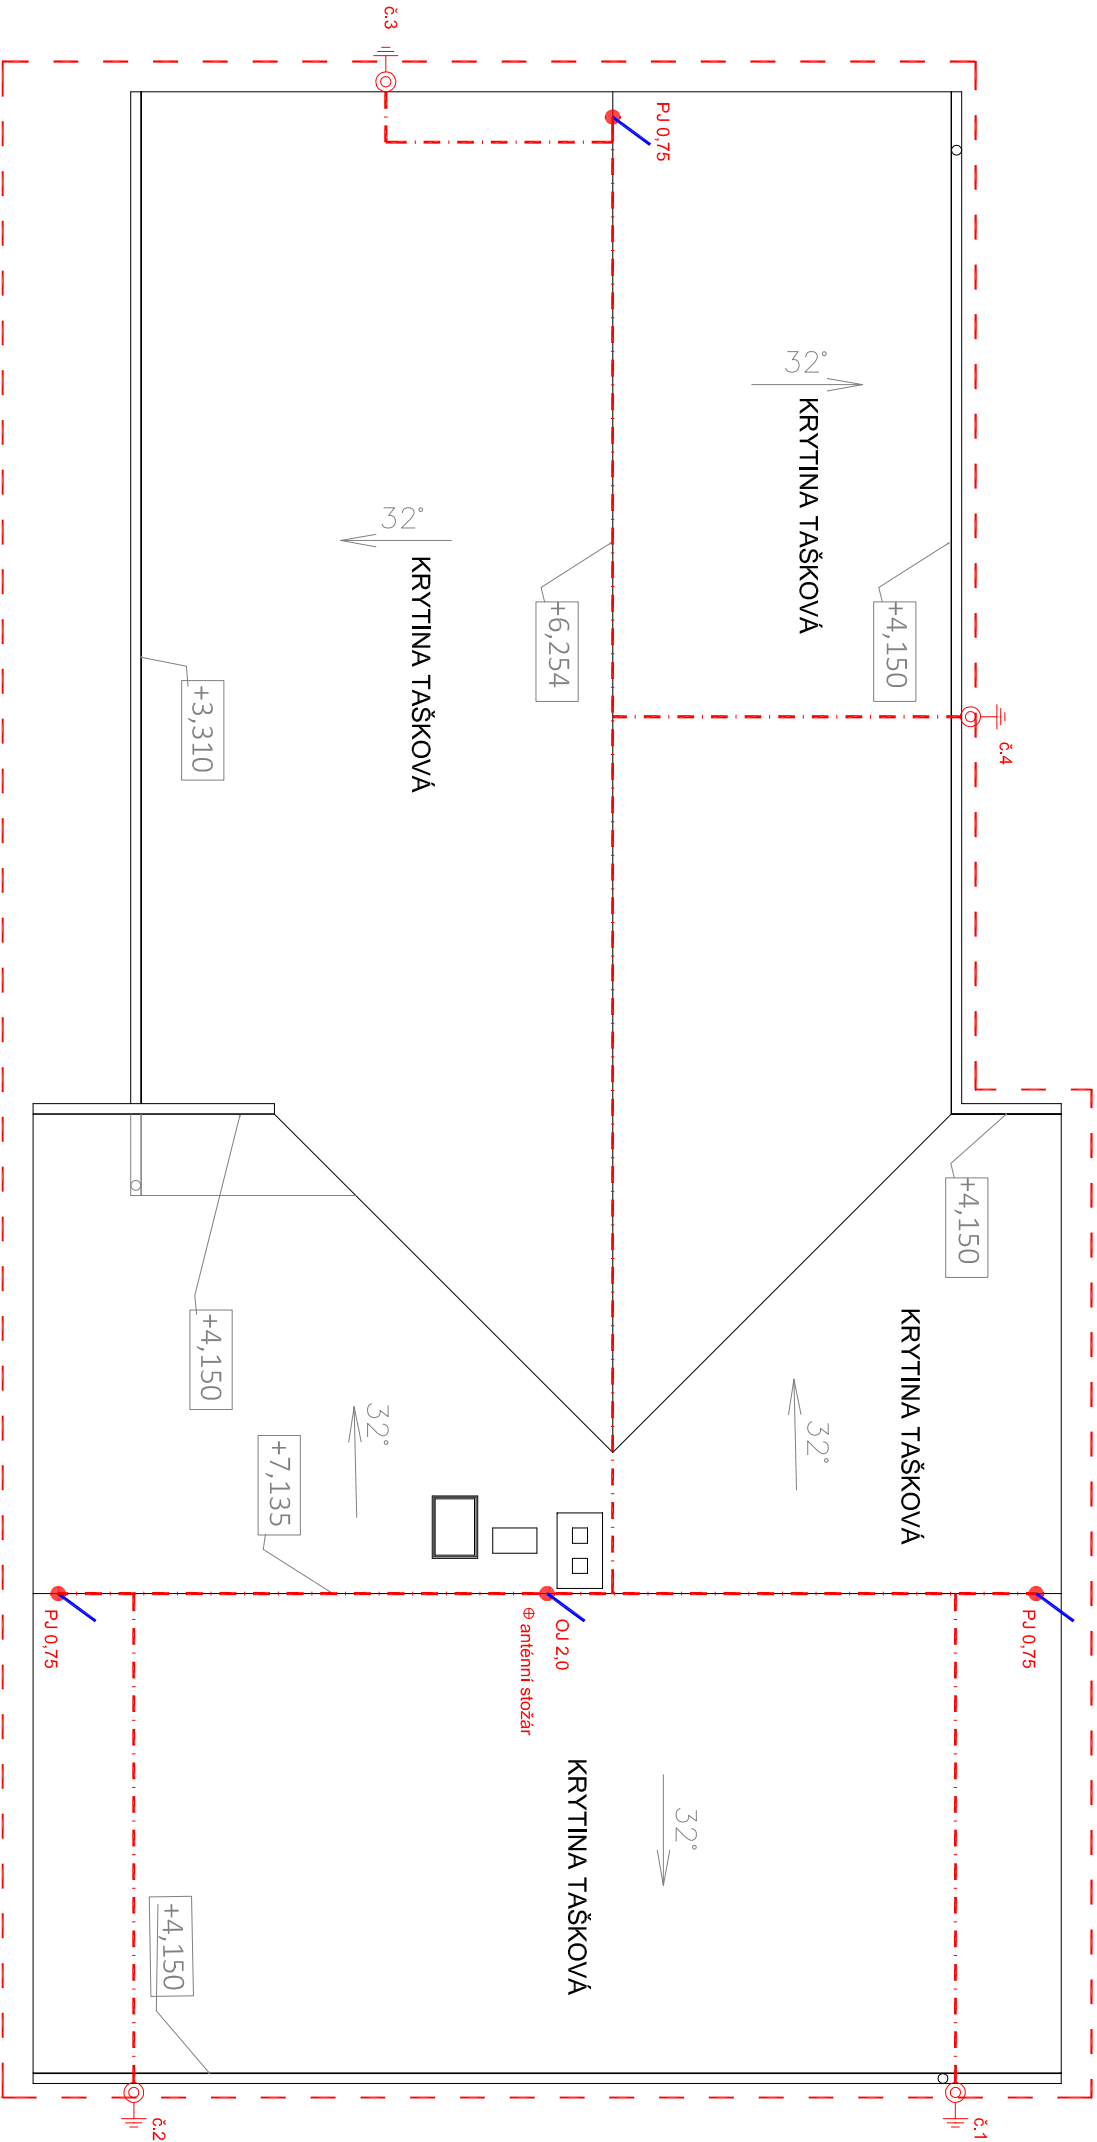 č.4
PJ 0,75
č.1
+4,150
KRYTINA TAŠKOVÁ
+4,150
32°
32°
KRYTINA TAŠKOVÁ
32°
PJ 0,75
KRYTINA TAŠKOVÁ
OJ 2,0
+6,254
anténní stožár
KRYTINA TAŠKOVÁ
32°
č.3
32°
+7,135
+4,150
+3,310
+4,150
č.2
PJ 0,75